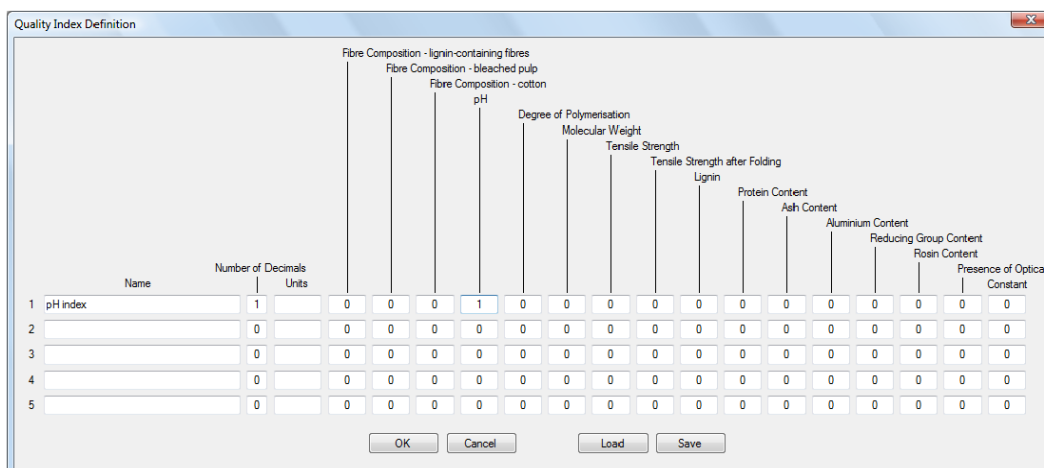 Quality Index Definition
Fibre Composition - lignin-containing fibres
Fibre Composition - bleached pulp
Fibre Composition - cotton
pH
Degree of Polymerisation
Molecular Weight
Tensile Strength
Tensile Strength after Folding
Lignin
Protein Content
Ash Content
Aluminium Content
Reducing Group Content
Rosin Content
Number of Decimals Presence of Optical
Name Units Constant
1 pH index 1 0 0 0 1 0 0 0 0 0 0 0 0 0 0 0 0
2 0 0 0 0 0 0 0 0 0 0 0 0 0 0 0 0 0
3 0 0 0 0 0 0 0 0 0 0 0 0 0 0 0 0 0
4 0 0 0 0 0 0 0 0 0 0 0 0 0 0 0 0 0
5 0 0 0 0 0 0 0 0 0 0 0 0 0 0 0 0 0
OK Cancel Load Save